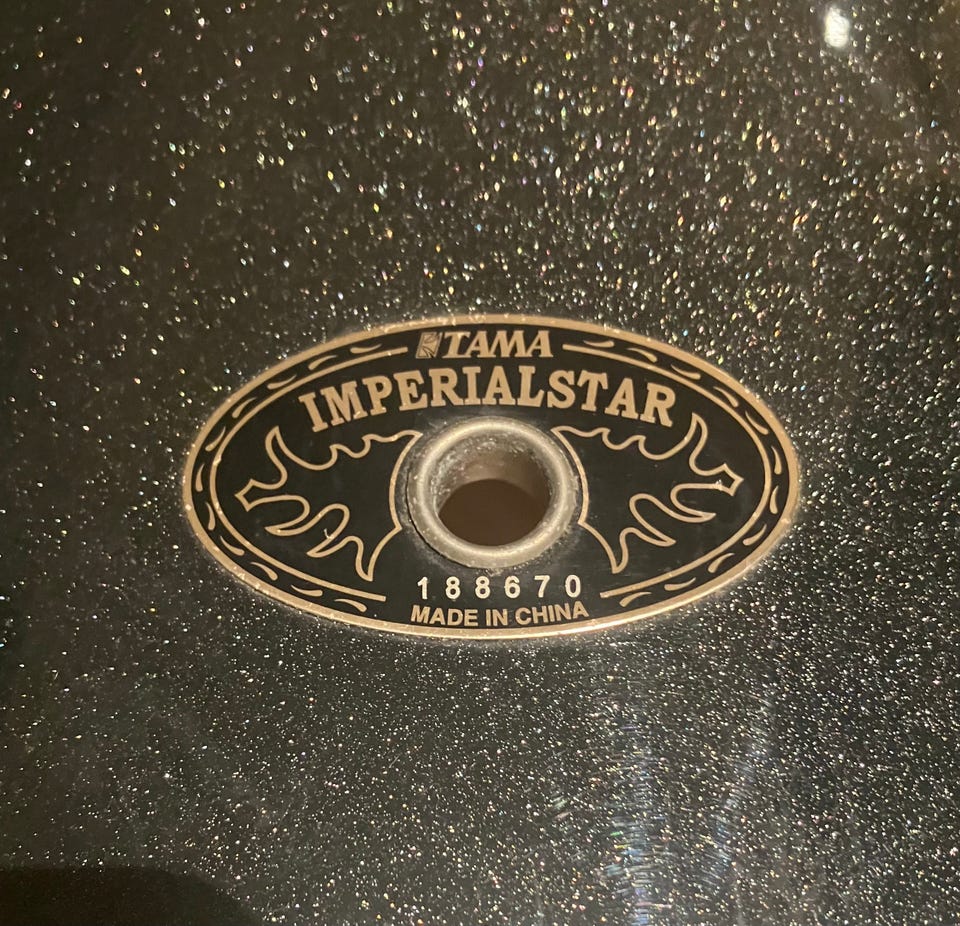 TAMA
IMPERIALSTAR
188670
MADE IN CHINA